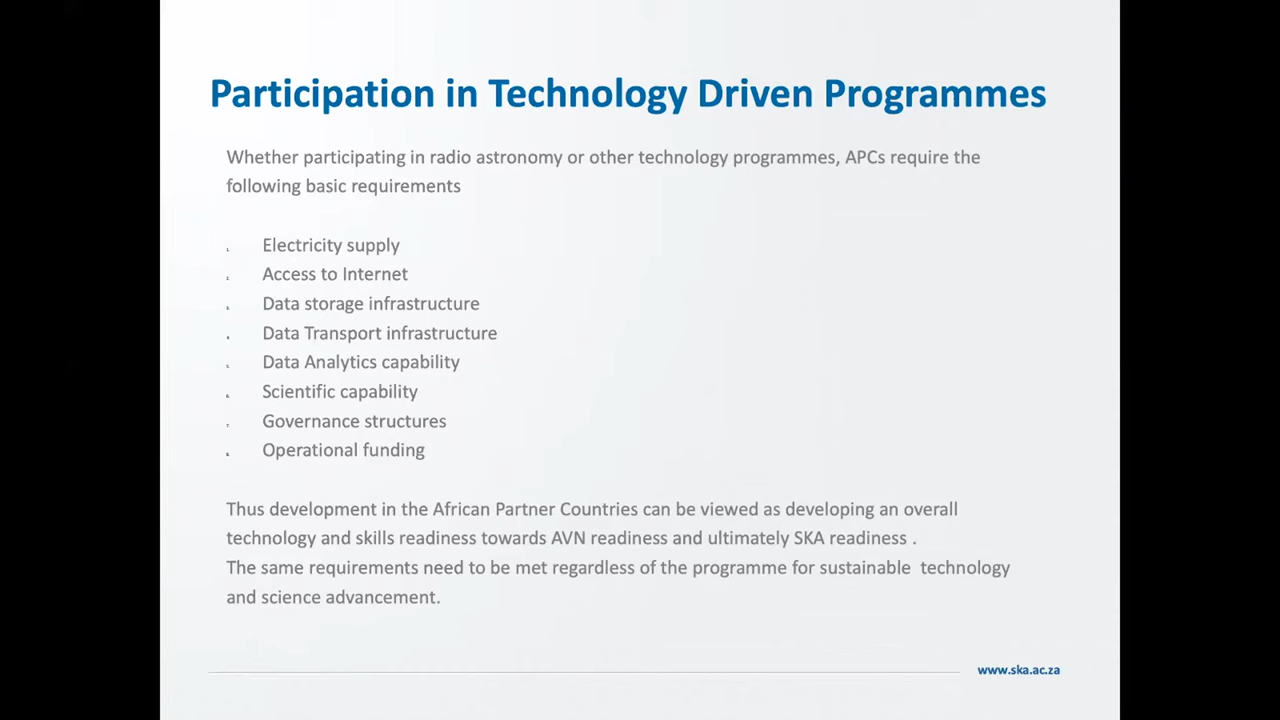 Participation in Technology Driven Programmes
Whether participating in radio astronomy or other technology programmes, APCs require the
following basic requirements
Electricity supply
Access to Internet
Data storage infrastructure
Data Transport infrastructure
Data Analytics capability
Scientific capability
Governance structures
Operational funding
Thus development in the African Partner Countries can be viewed as developing an overall
technology and skills readiness towards AVN readiness and ultimately SKA readiness .
The same requirements need to be met regardless of the programme for sustainable technology
and science advancement.
www.ska.ac.za